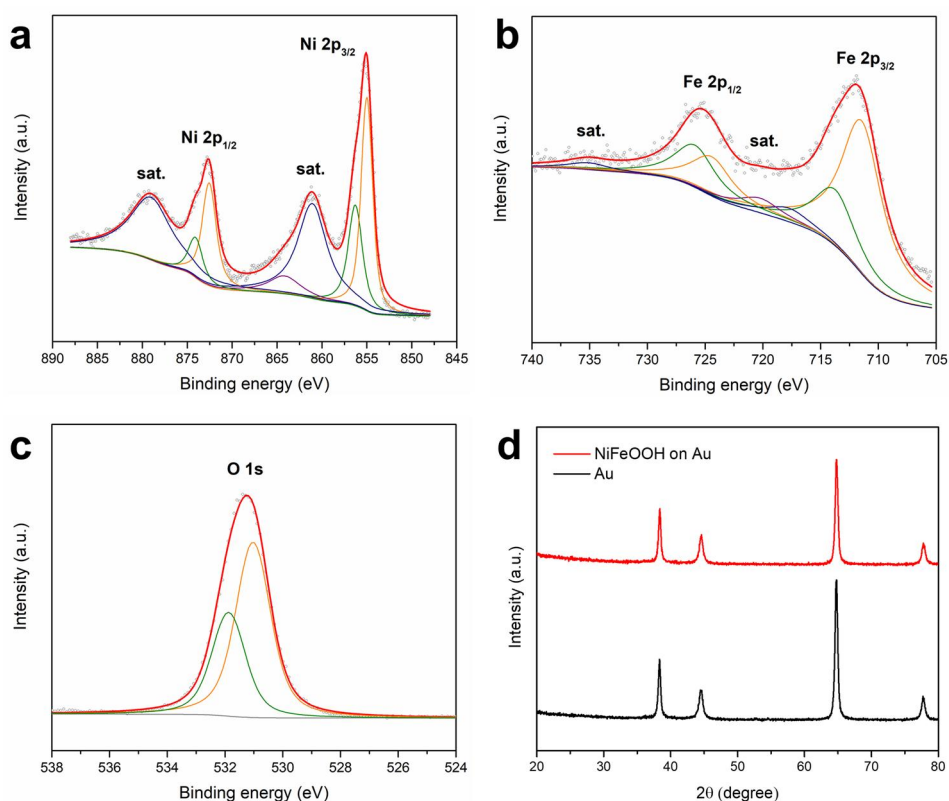 a
Ni 2p3/2
Ni 2p1/2
sat.
sat.
Intensity (a.u.)
890 885 880 875 870 865 860 855 850 845
Binding energy (eV)
b
Fe 2p3/2
Fe 2p1/2
sat.
sat.
Intensity (a.u.)
740 735 730 725 720 715 710 705
Binding energy (eV)
c
O 1s
Intensity (a.u.)
538 536 534 532 530 528 526 524
Binding energy (eV)
d
NiFeOOH on Au
Au
Intensity (a.u.)
20 30 40 50 60 70 80
2θ (degree)